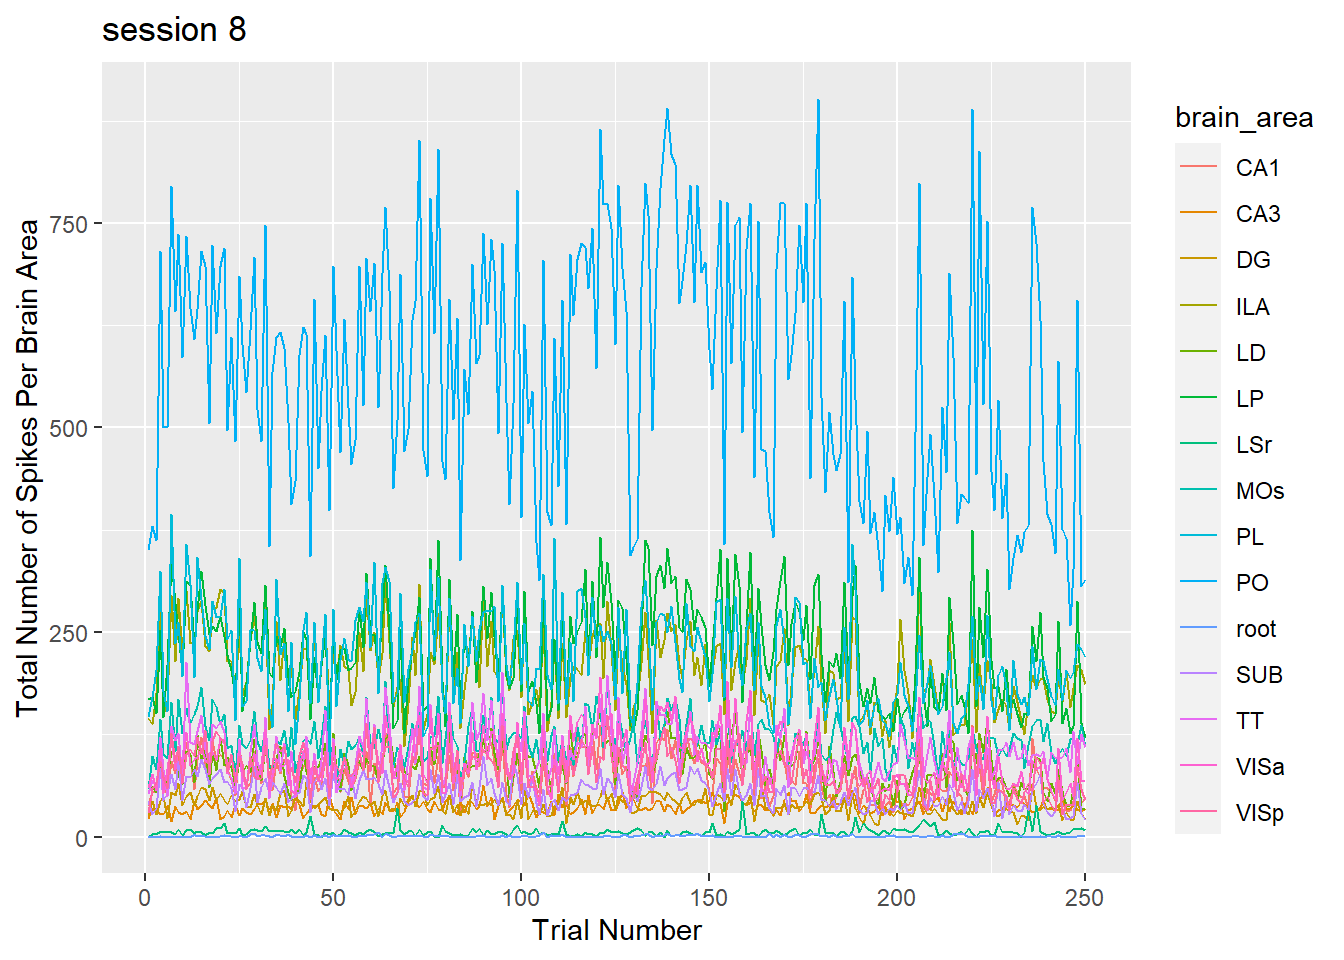 session 8
Total Number of Spikes Per Brain Area
750
500
250
0
0 50 100 150 200 250
Trial Number
brain_area
CA1
CA3
DG
ILA
LD
LP
LSr
MOs
PL
PO
root
SUB
TT
VISa
VISp